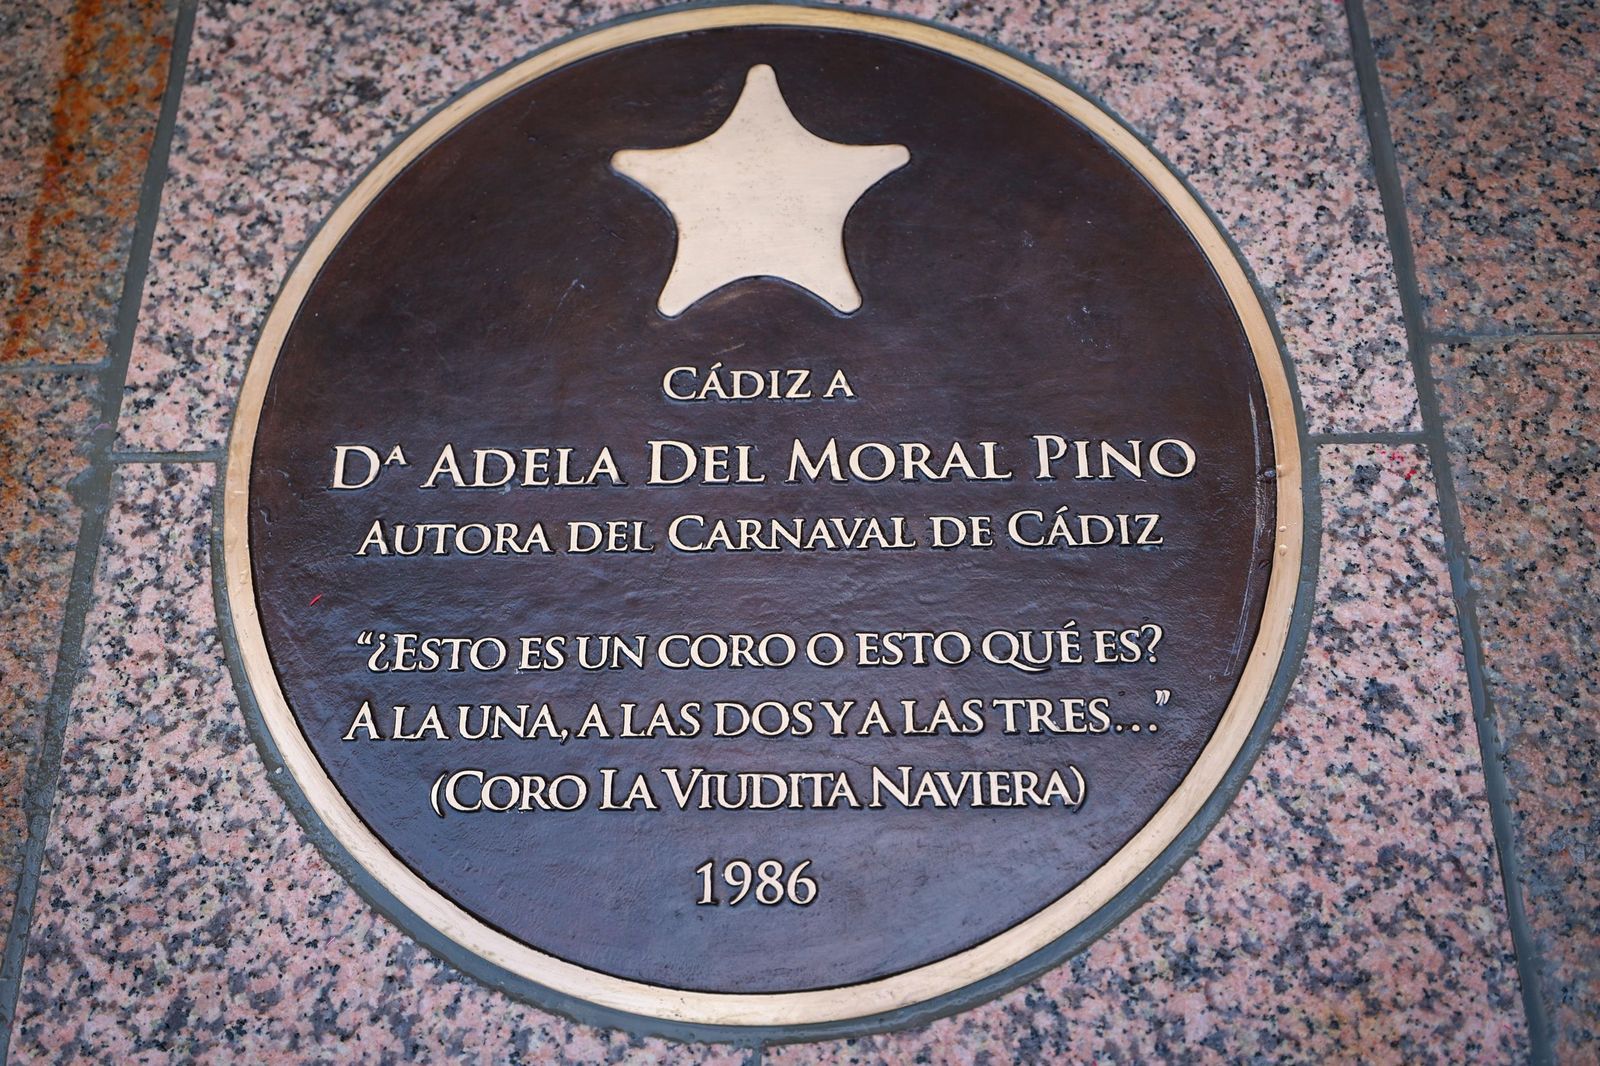 CÁDIZ A
Dª ADELA DEL MORAL PINO
AUTORA DEL CARNAVAL DE CÁDIZ
“¿ESTO ES UN CORO O ESTO QUÉ ES?
A LA UNA, A LAS DOS Y A LAS TRES...”
(CORO LA VIUDITA NAVIERA)
1986